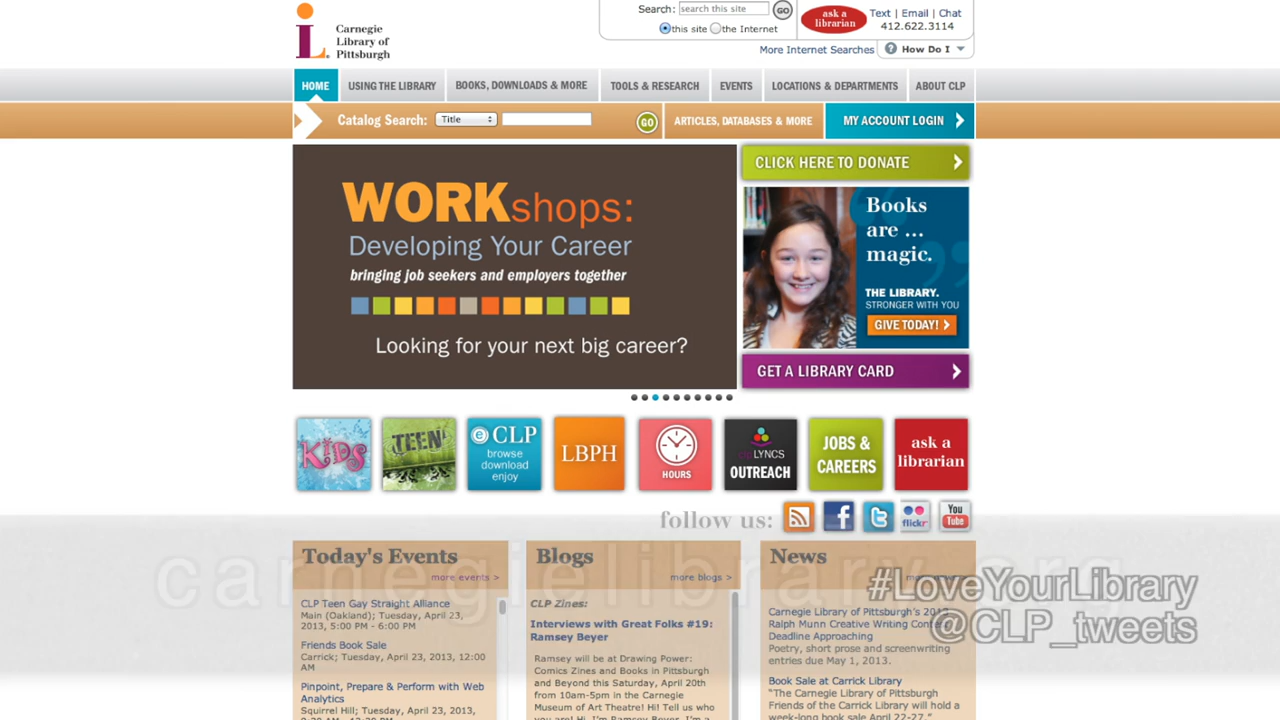 Carnegie
Library of
Pittsburgh
Search: search this site GO
this site the Internet
ask a
librarian
Text | Email | Chat
412.622.3114
More Internet Searches
? How Do I
HOME
USING THE LIBRARY
BOOKS, DOWNLOADS & MORE
TOOLS & RESEARCH
EVENTS
LOCATIONS & DEPARTMENTS
ABOUT CLP
Catalog Search: Title GO
ARTICLES, DATABASES & MORE
MY ACCOUNT LOGIN
WORKshops:
Developing Your Career
bringing job seekers and employers together
Looking for your next big career?
CLICK HERE TO DONATE
Books
are ...
magic.
THE LIBRARY.
STRONGER WITH YOU
GIVE TODAY!
GET A LIBRARY CARD
KIDS
TEEN
eCLP
browse
download
enjoy
LBPH
HOURS
clpLYNCS
OUTREACH
JOBS &
CAREERS
ask a
librarian
follow us:
flickr
You
Tube
carnegielibrary.org
#LoveYourLibrary
@CLP_tweets
Today's Events
more events >
CLP Teen Gay Straight Alliance
Main (Oakland); Tuesday, April 23,
2013, 5:00 PM - 6:00 PM
Friends Book Sale
Carrick; Tuesday, April 23, 2013, 12:00
AM
Pinpoint, Prepare & Perform with Web
Analytics
Squirrel Hill; Tuesday, April 23, 2013,
Blogs
more blogs >
CLP Zines:
Interviews with Great Folks #19:
Ramsey Beyer
Ramsey will be at Drawing Power:
Comics Zines and Books in Pittsburgh
and Beyond this Saturday, April 20th
from 10am-5pm in the Carnegie
Museum of Art Theatre! Hi! Tell us who
you are! Hi, I'm Ramsey Beyer, I'm a
News
Carnegie Library of Pittsburgh's
Ralph Munn Creative Writing Contest
Deadline Approaching
Poetry, short prose and screenwriting
entries due May 1, 2013.
Book Sale at Carrick Library
"The Carnegie Library of Pittsburgh
Friends of the Carrick Library will hold a
week-long book sale April 22-27."